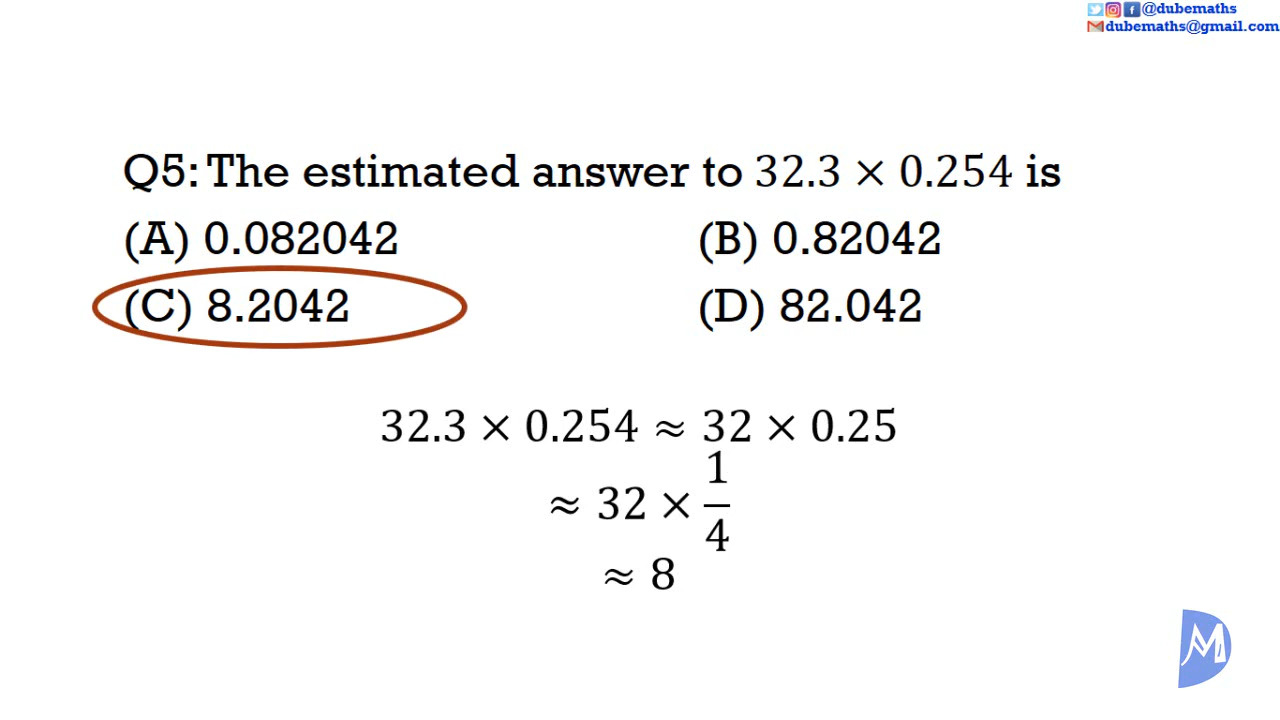 @dubemaths
dubemaths@gmail.com
Q5: The estimated answer to 32.3 × 0.254 is
(A) 0.082042 (B) 0.82042
(C) 8.2042 (D) 82.042
32.3 × 0.254 ≈ 32 × 0.25
≈ 32 × 1/4
≈ 8
DM